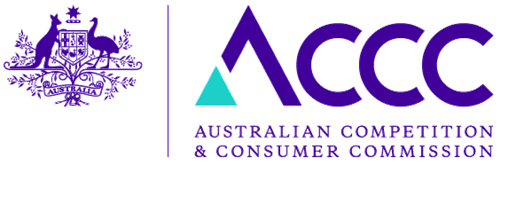 AUSTRALIA
ACCC
AUSTRALIAN COMPETITION
& CONSUMER COMMISSION